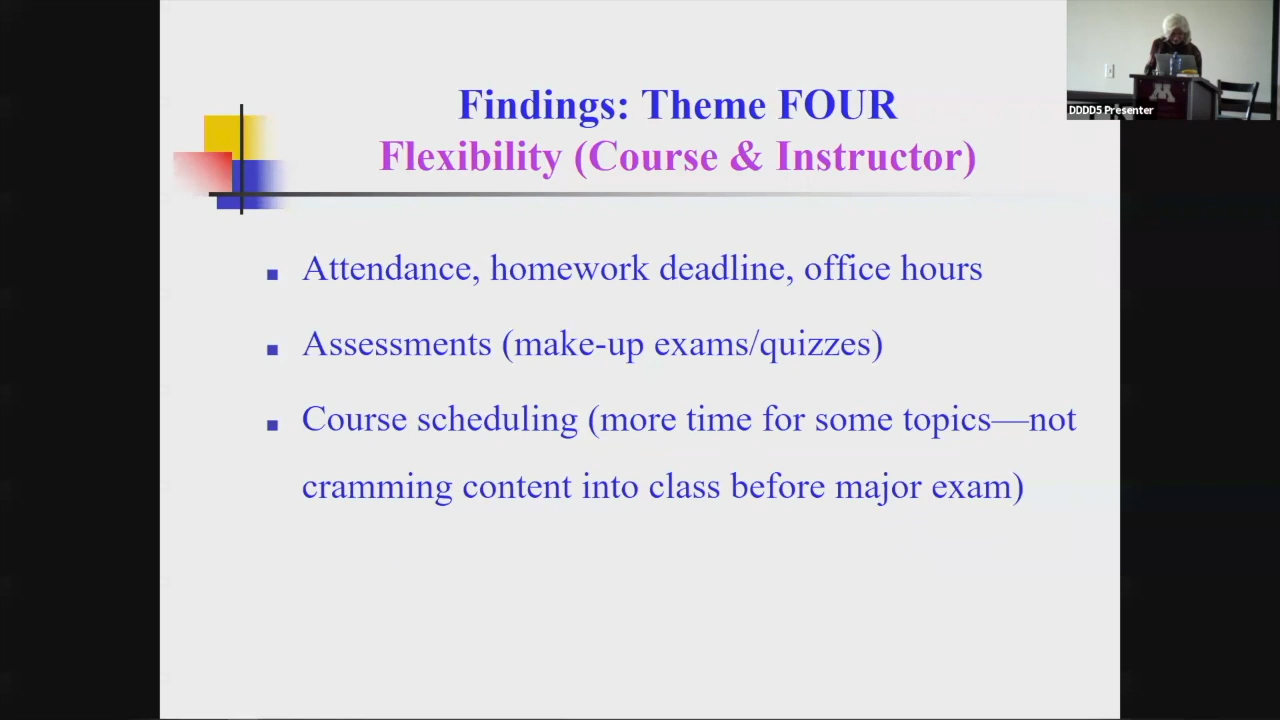 Findings: Theme FOUR
Flexibility (Course & Instructor)
Attendance, homework deadline, office hours
Assessments (make-up exams/quizzes)
Course scheduling (more time for some topics—not
cramming content into class before major exam)
M
DDDD5 Presenter